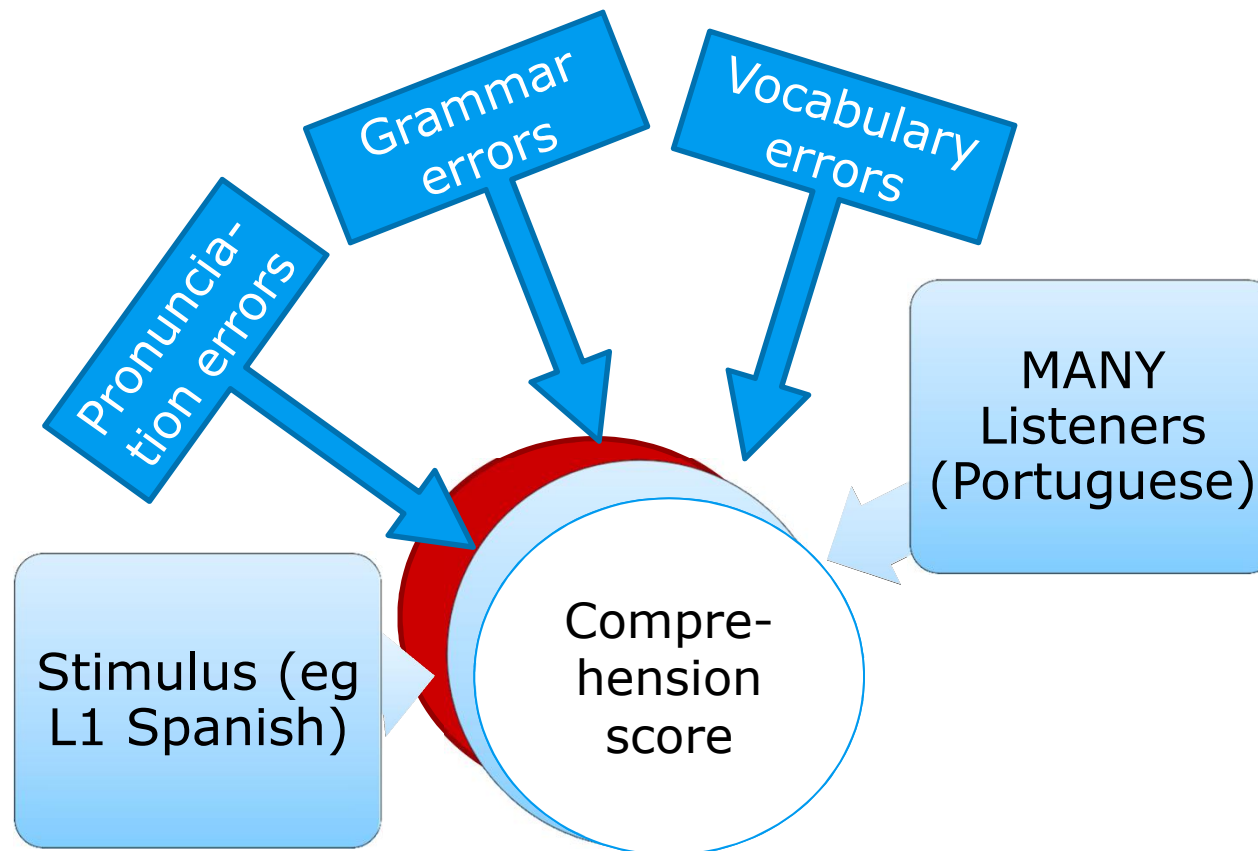 Pronuncia-
tion errors
Grammar
errors
Vocabulary
errors
MANY
Listeners
(Portuguese)
Stimulus (eg
L1 Spanish)
Compre-
hension
score